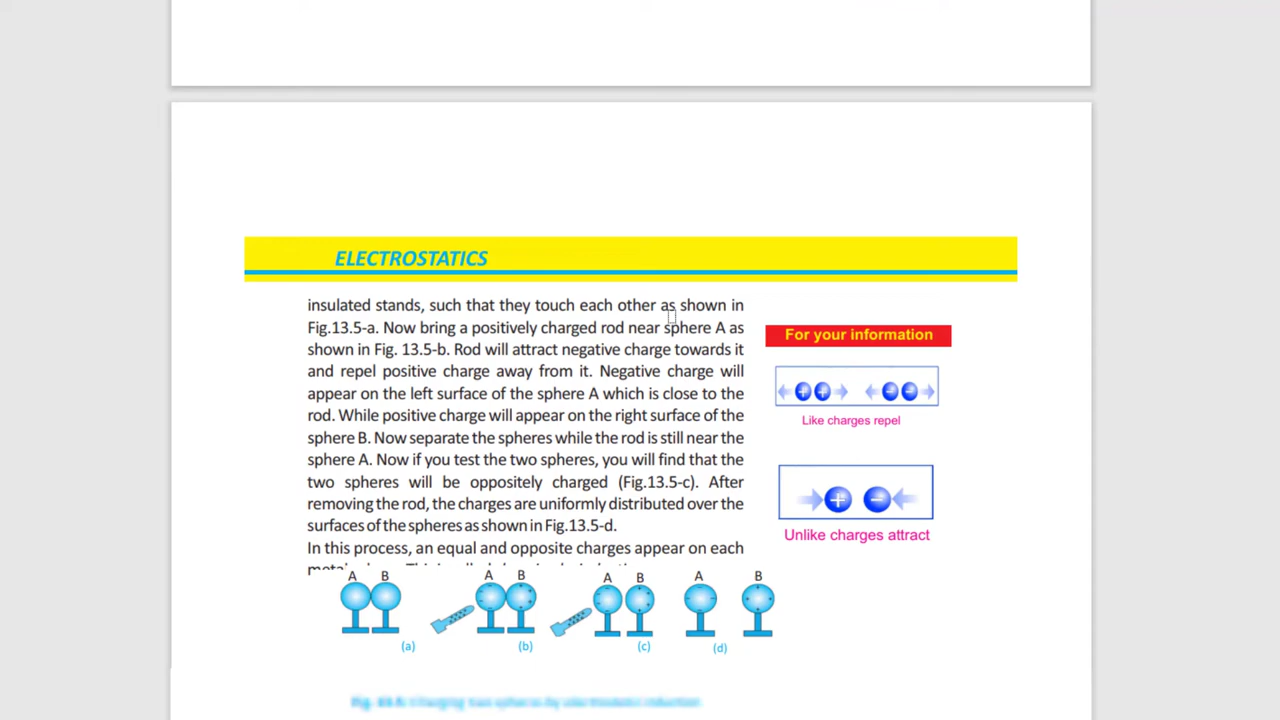 ELECTROSTATICS
insulated stands, such that they touch each other as shown in
Fig.13.5-a. Now bring a positively charged rod near sphere A as
shown in Fig. 13.5-b. Rod will attract negative charge towards it
and repel positive charge away from it. Negative charge will
appear on the left surface of the sphere A which is close to the
rod. While positive charge will appear on the right surface of the
sphere B. Now separate the spheres while the rod is still near the
sphere A. Now if you test the two spheres, you will find that the
two spheres will be oppositely charged (Fig.13.5-c). After
removing the rod, the charges are uniformly distributed over the
surfaces of the spheres as shown in Fig.13.5-d.
In this process, an equal and opposite charges appear on each
For your information
+ + − −
Like charges repel
+ −
Unlike charges attract
A B A B A B A B
(a) (b) (c) (d)